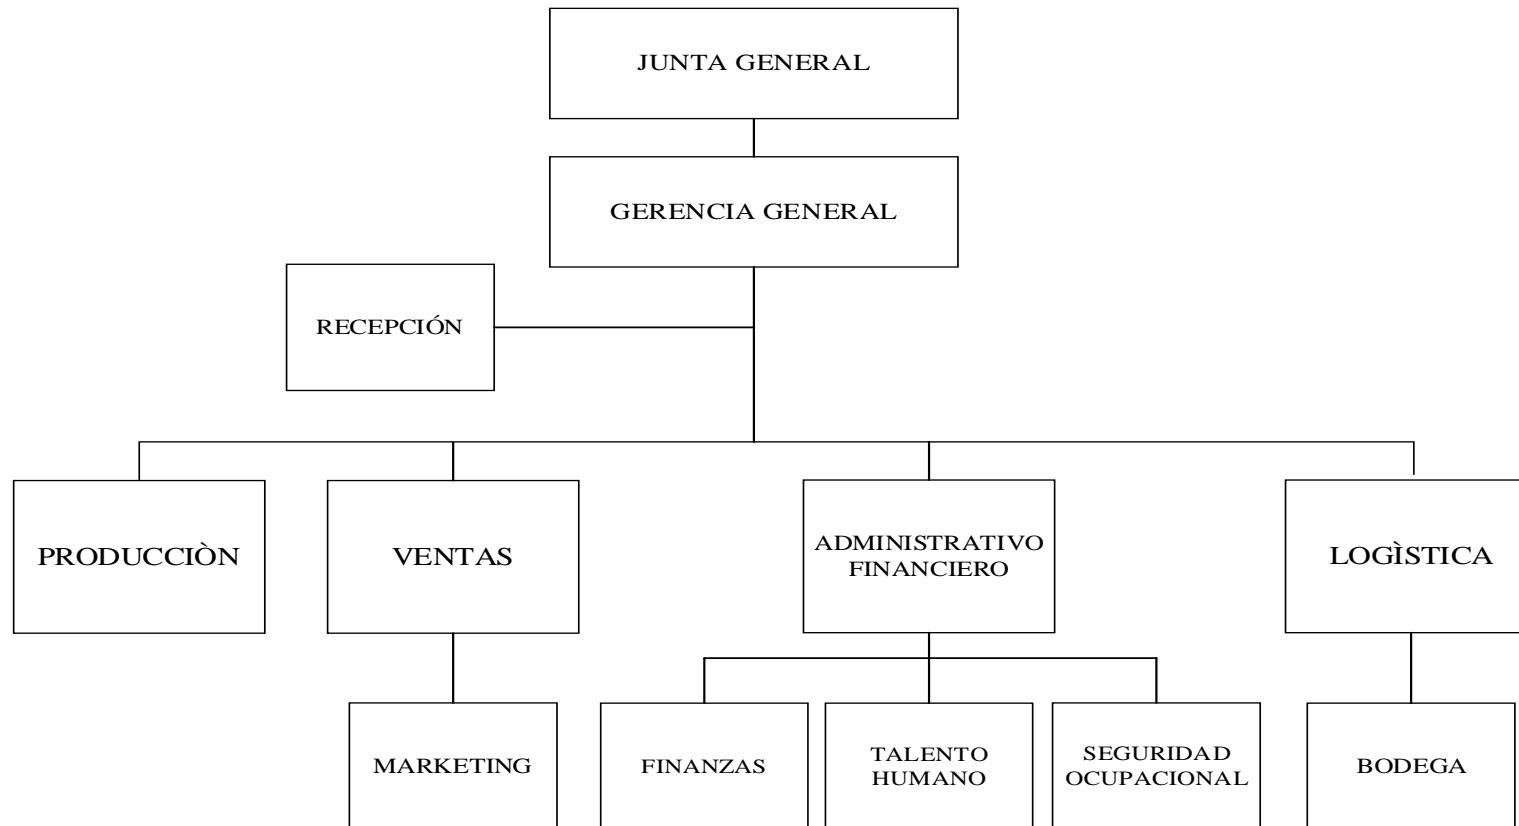 JUNTA GENERAL
GERENCIA GENERAL
RECEPCIÓN
PRODUCCIÒN
VENTAS
ADMINISTRATIVO
FINANCIERO
LOGÌSTICA
MARKETING
FINANZAS
TALENTO
HUMANO
SEGURIDAD
OCUPACIONAL
BODEGA